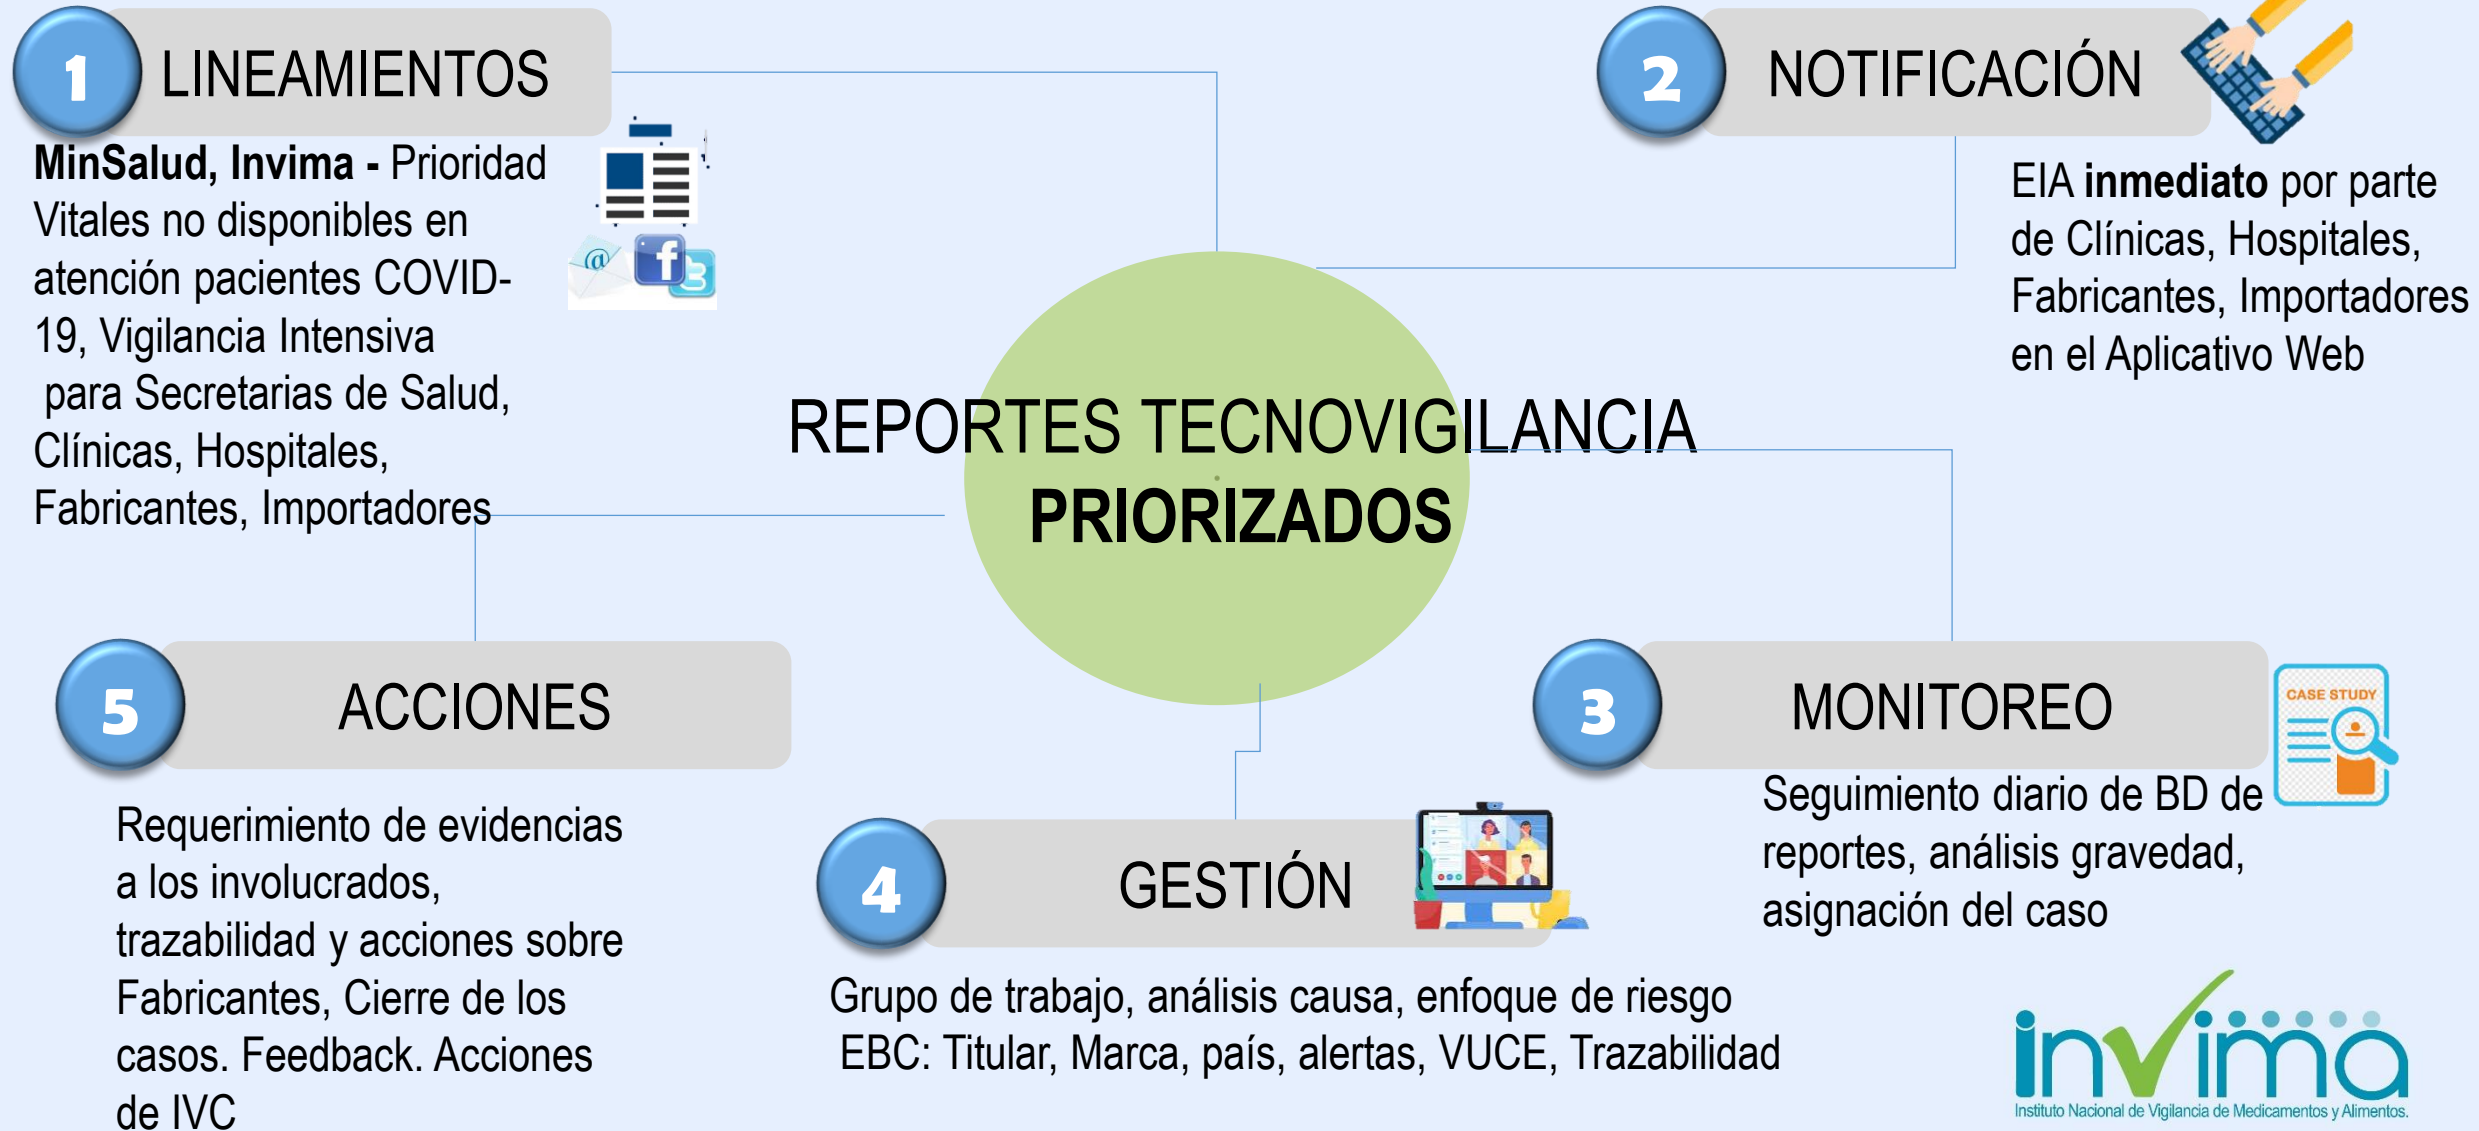 1
LINEAMIENTOS
MinSalud, Invima - Prioridad
Vitales no disponibles en
atención pacientes COVID-
19, Vigilancia Intensiva
para Secretarias de Salud,
Clínicas, Hospitales,
Fabricantes, Importadores
@
f
2
NOTIFICACIÓN
EIA inmediato por parte
de Clínicas, Hospitales,
Fabricantes, Importadores
en el Aplicativo Web
REPORTES TECNOVIGILANCIA
PRIORIZADOS
3
MONITOREO
CASE STUDY
Seguimiento diario de BD de
reportes, análisis gravedad,
asignación del caso
4
GESTIÓN
Grupo de trabajo, análisis causa, enfoque de riesgo
EBC: Titular, Marca, país, alertas, VUCE, Trazabilidad
5
ACCIONES
Requerimiento de evidencias
a los involucrados,
trazabilidad y acciones sobre
Fabricantes, Cierre de los
casos. Feedback. Acciones
de IVC
invima
Instituto Nacional de Vigilancia de Medicamentos y Alimentos.